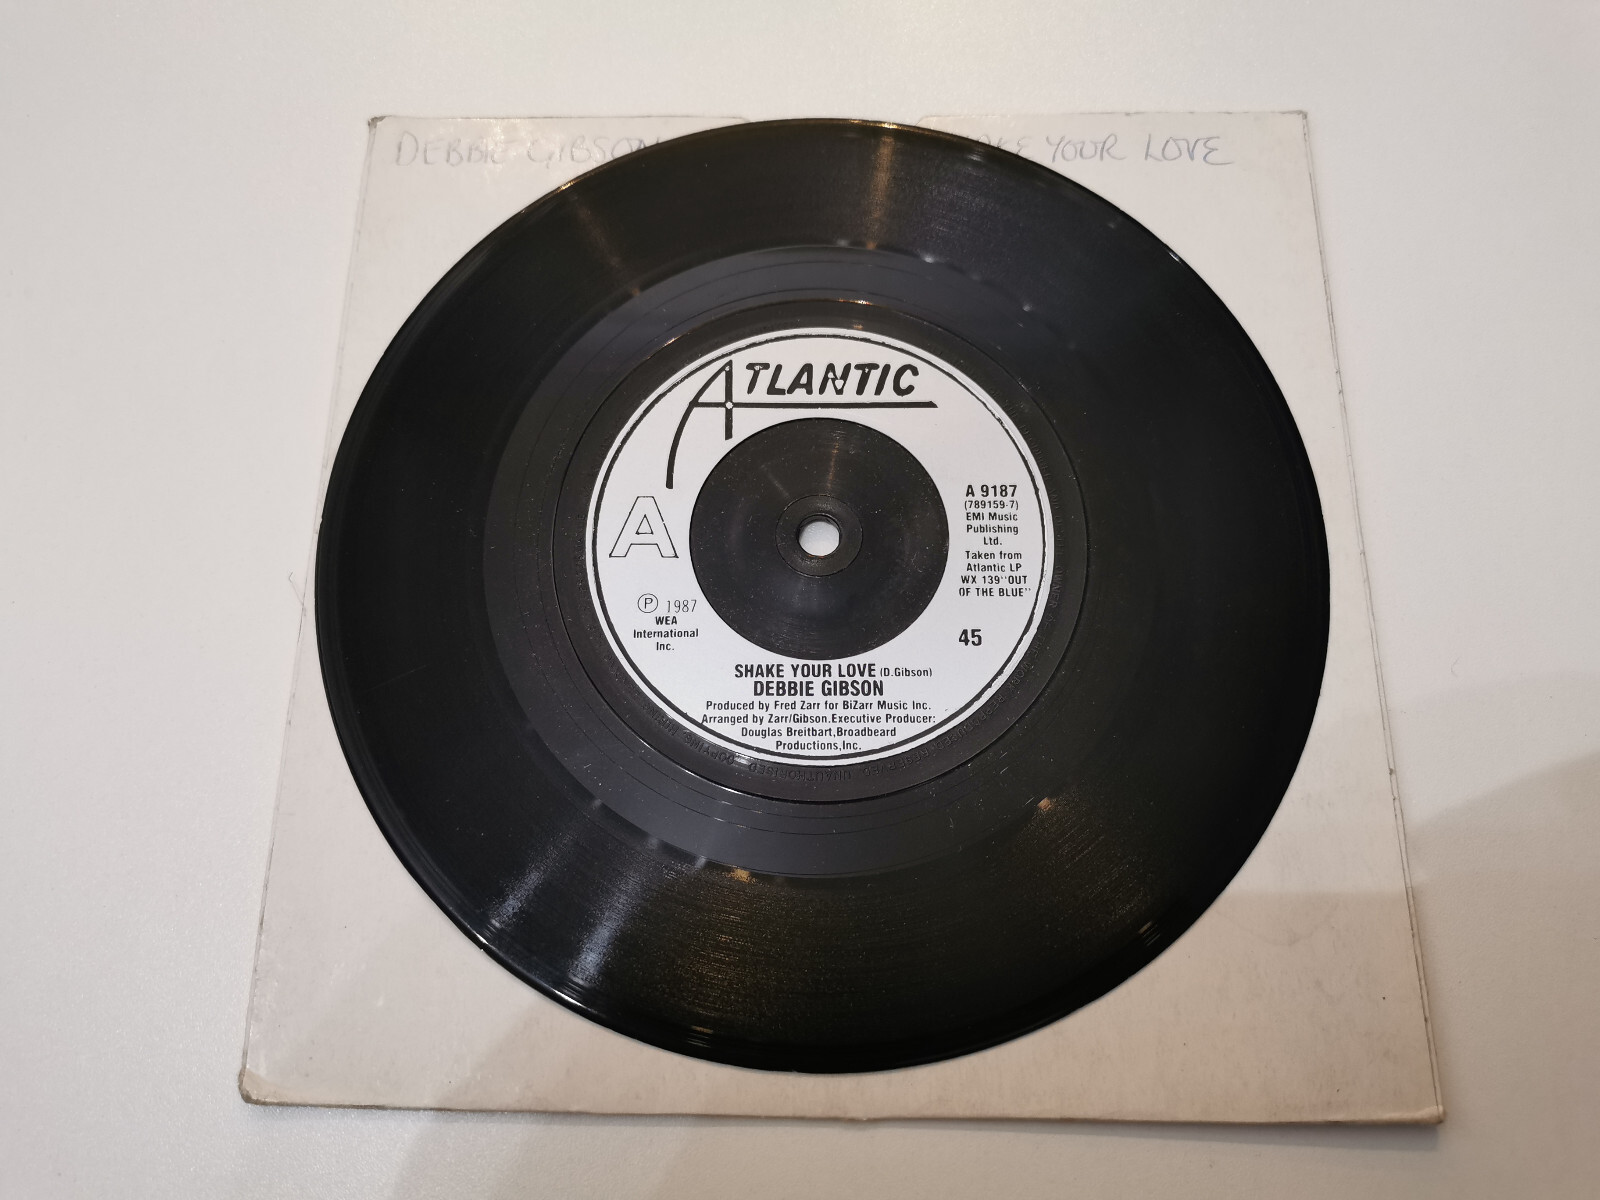 DEBBIE GIBSON
YOUR LOVE
ATLANTIC
A
A 9187
(789159-7)
EMI Music
Publishing
Ltd.
Taken from
Atlantic LP
WX 139"OUT
OF THE BLUE"
℗ 1987
WEA
International
Inc.
45
SHAKE YOUR LOVE (D.Gibson)
DEBBIE GIBSON
Produced by Fred Zarr for BiZarr Music Inc.
Arranged by Zarr/Gibson.Executive Producer:
Douglas Breitbart,Broadbeard
Productions,Inc.
UNAUTHORISED COPYING